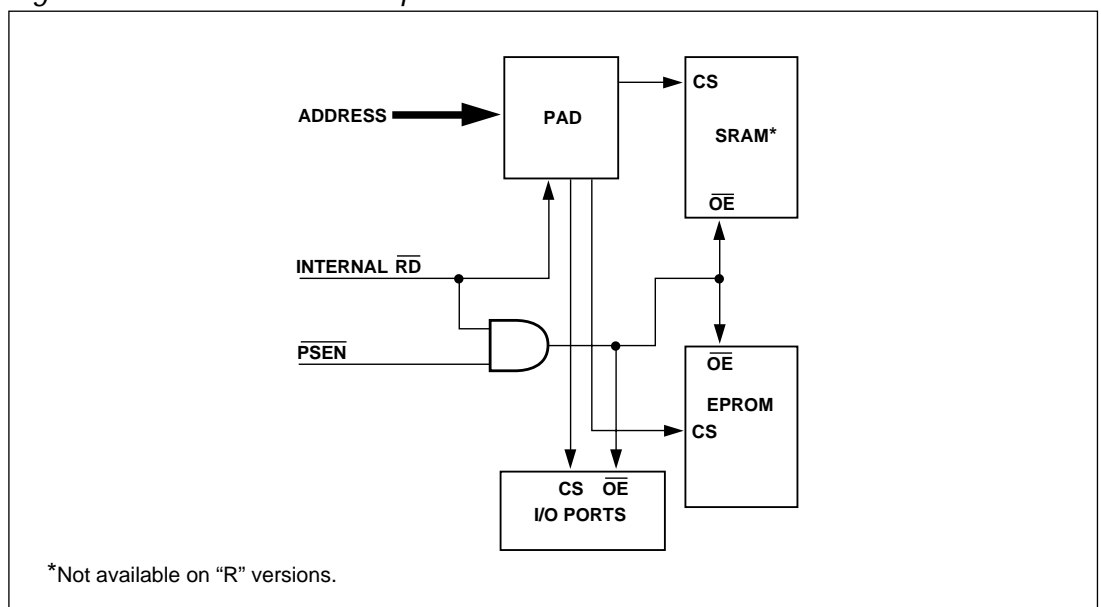 ADDRESS
PAD
CS
SRAM*
OE
INTERNAL RD
PSEN
OE
EPROM
CS
CS OE
I/O PORTS
*Not available on “R” versions.